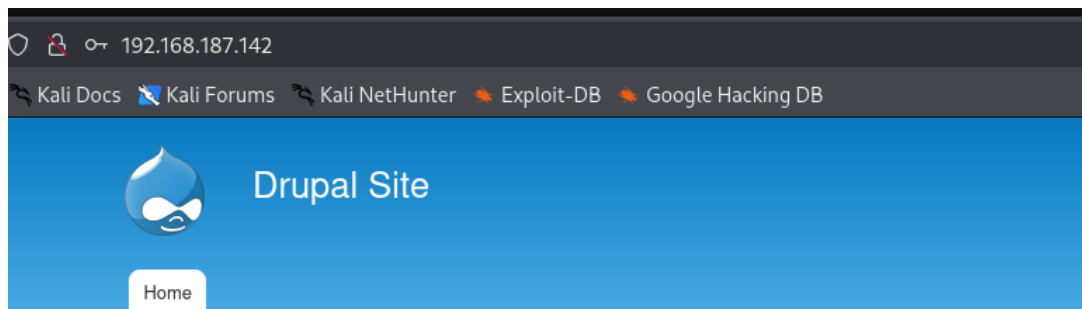 192.168.187.142
Kali Docs Kali Forums Kali NetHunter Exploit-DB Google Hacking DB
Drupal Site
Home